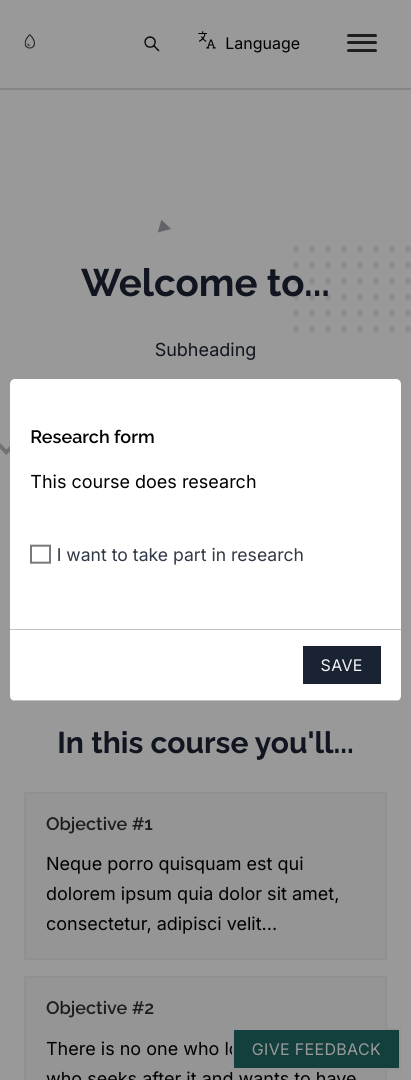 Language
Welcome to...
Subheading
Research form
This course does research
I want to take part in research
SAVE
In this course you'll...
Objective #1
Neque porro quisquam est qui
dolorem ipsum quia dolor sit amet,
consectetur, adipisci velit...
Objective #2
There is no one who
GIVE FEEDBACK
who seeks after it and wants to have